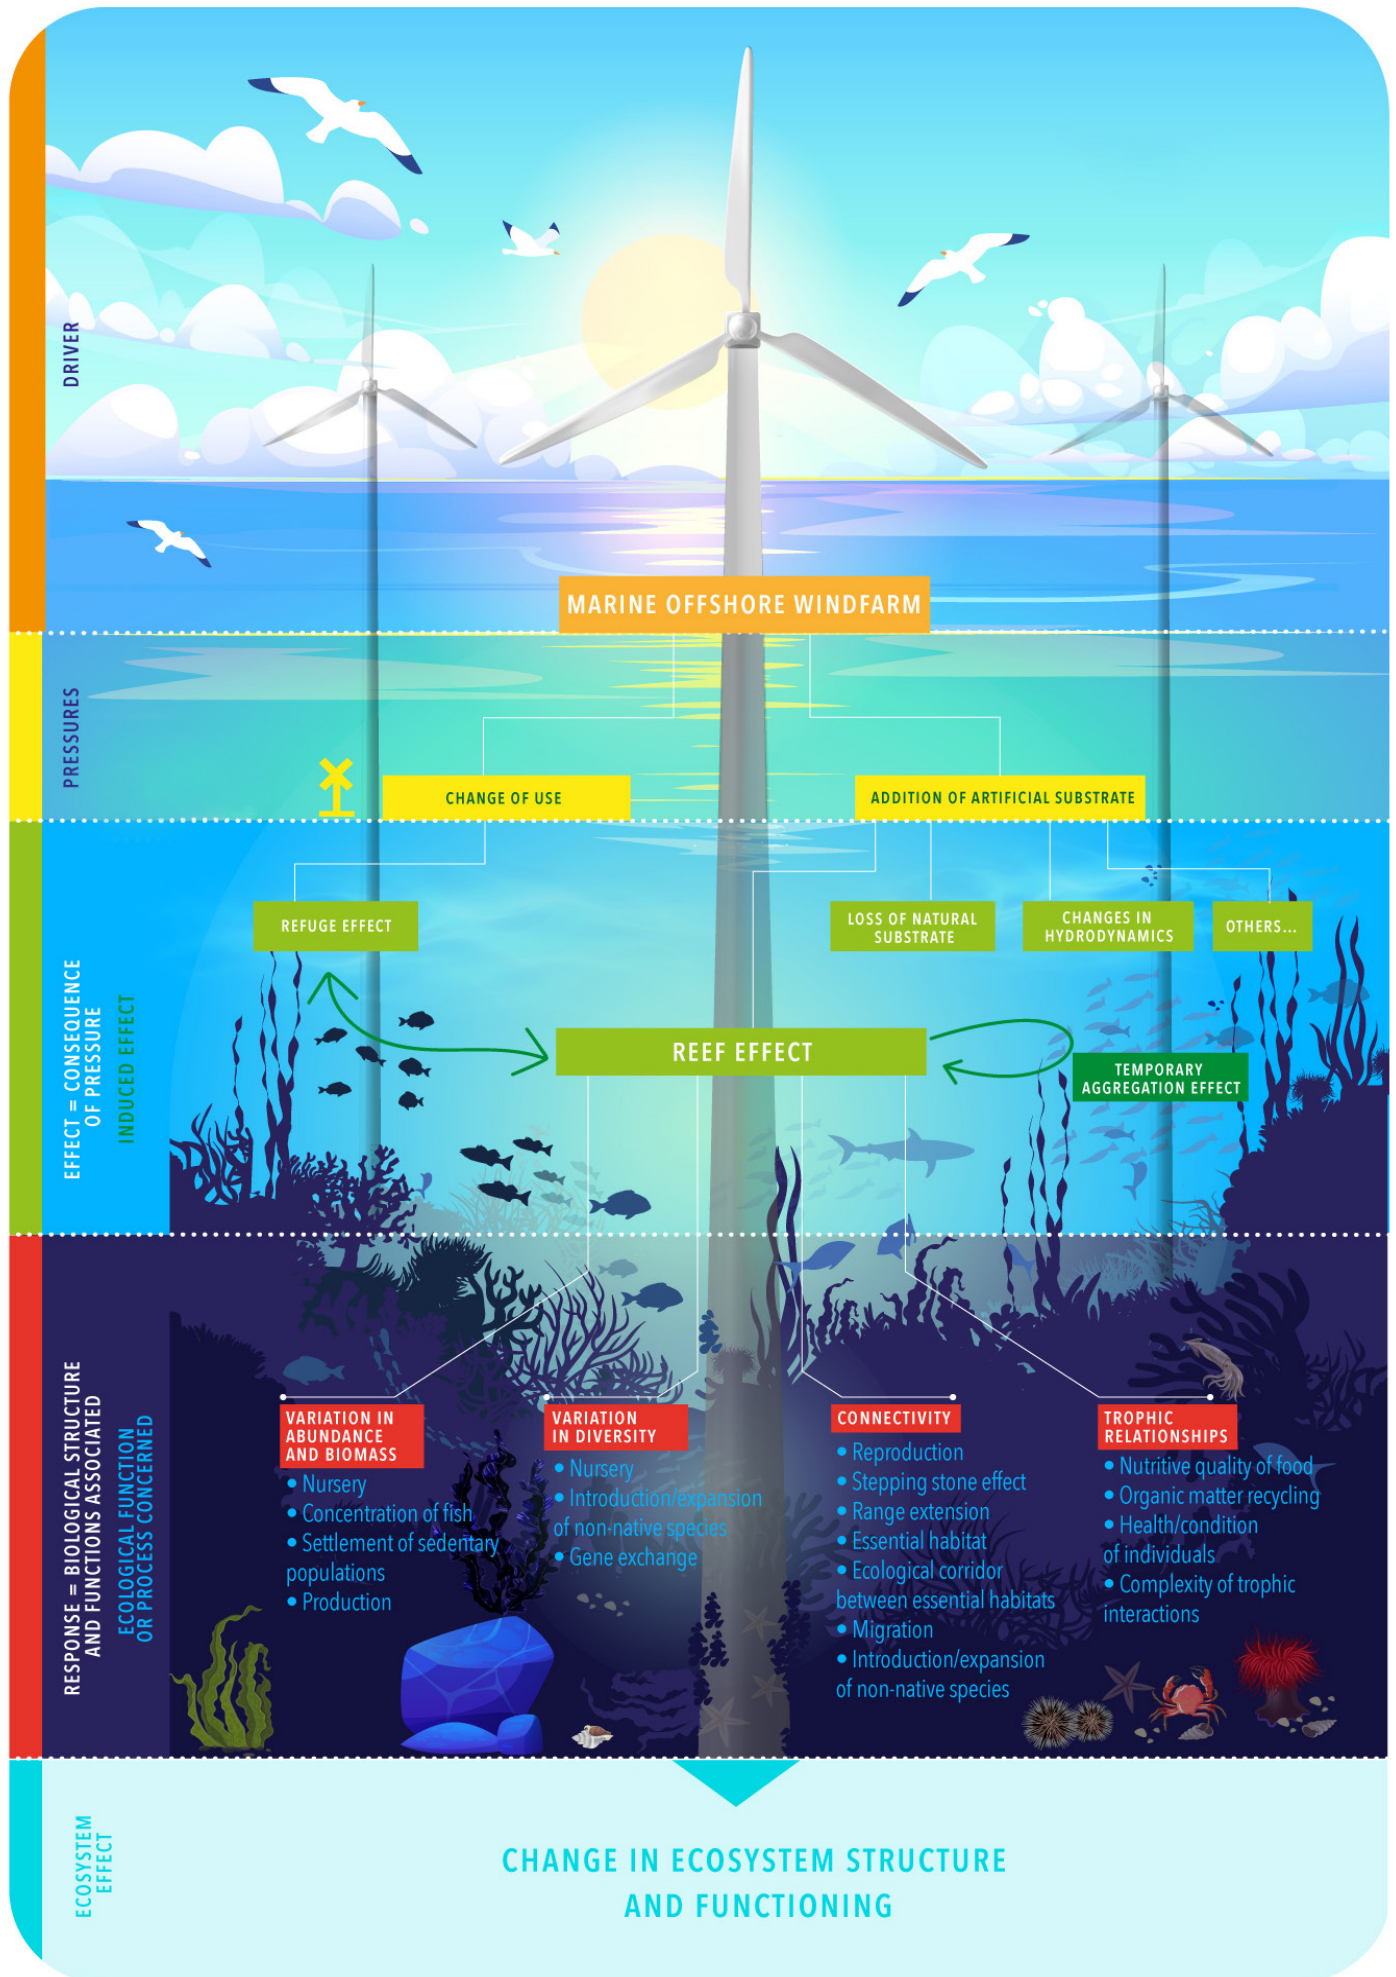 DRIVER
MARINE OFFSHORE WINDFARM
PRESSURES
CHANGE OF USE
ADDITION OF ARTIFICIAL SUBSTRATE
EFFECT = CONSEQUENCE
OF PRESSURE
INDUCED EFFECT
REFUGE EFFECT
LOSS OF NATURAL
SUBSTRATE
CHANGES IN
HYDRODYNAMICS
OTHERS...
REEF EFFECT
TEMPORARY
AGGREGATION EFFECT
RESPONSE = BIOLOGICAL STRUCTURE
AND FUNCTIONS ASSOCIATED
ECOLOGICAL FUNCTION
OR PROCESS CONCERNED
VARIATION IN
ABUNDANCE
AND BIOMASS
• Nursery
• Concentration of fish
• Settlement of sedentary
populations
• Production
VARIATION
IN DIVERSITY
• Nursery
• Introduction/expansion
of non-native species
• Gene exchange
CONNECTIVITY
• Reproduction
• Stepping stone effect
• Range extension
• Essential habitat
• Ecological corridor
between essential habitats
• Migration
• Introduction/expansion
of non-native species
TROPHIC
RELATIONSHIPS
• Nutritive quality of food
• Organic matter recycling
• Health/condition
of individuals
• Complexity of trophic
interactions
ECOSYSTEM
EFFECT
CHANGE IN ECOSYSTEM STRUCTURE
AND FUNCTIONING